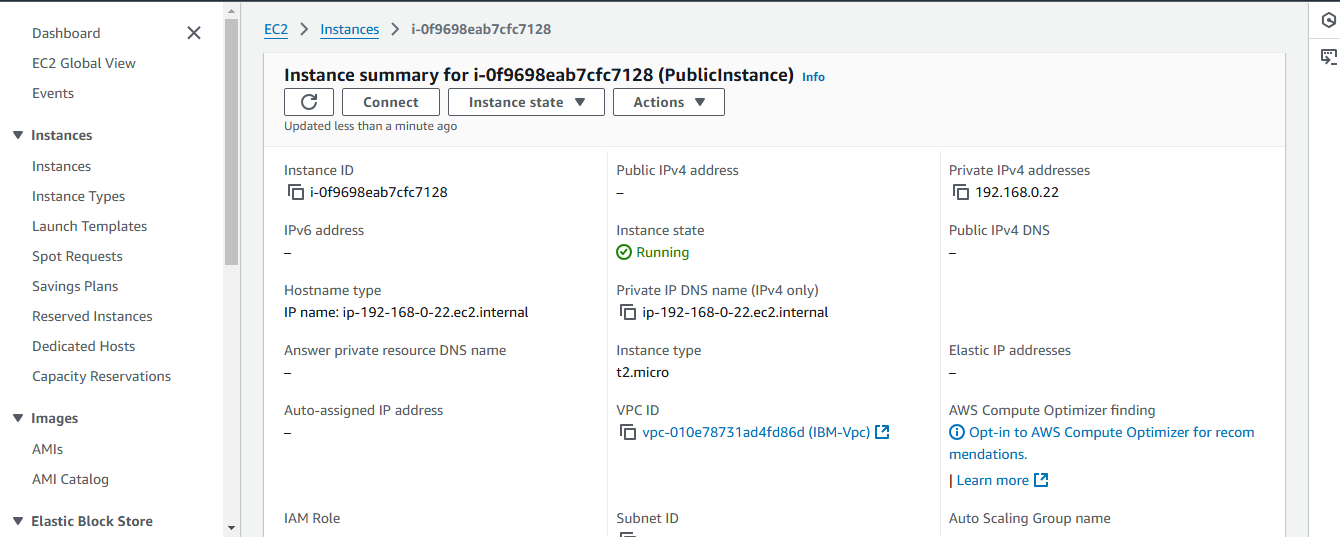 Dashboard
EC2 Global View
Events
Instances
Instances
Instance Types
Launch Templates
Spot Requests
Savings Plans
Reserved Instances
Dedicated Hosts
Capacity Reservations
Images
AMIs
AMI Catalog
Elastic Block Store
EC2 > Instances > i-0f9698eab7cfc7128
Instance summary for i-0f9698eab7cfc7128 (PublicInstance) Info
Connect Instance state Actions
Updated less than a minute ago
Instance ID
i-0f9698eab7cfc7128
Public IPv4 address
–
Private IPv4 addresses
192.168.0.22
IPv6 address
–
Instance state
Running
Public IPv4 DNS
–
Hostname type
IP name: ip-192-168-0-22.ec2.internal
Private IP DNS name (IPv4 only)
ip-192-168-0-22.ec2.internal
Answer private resource DNS name
–
Instance type
t2.micro
Elastic IP addresses
–
Auto-assigned IP address
–
VPC ID
vpc-010e78731ad4fd86d (IBM-Vpc)
AWS Compute Optimizer finding
Opt-in to AWS Compute Optimizer for recom
mendations.
| Learn more
IAM Role
Subnet ID
Auto Scaling Group name